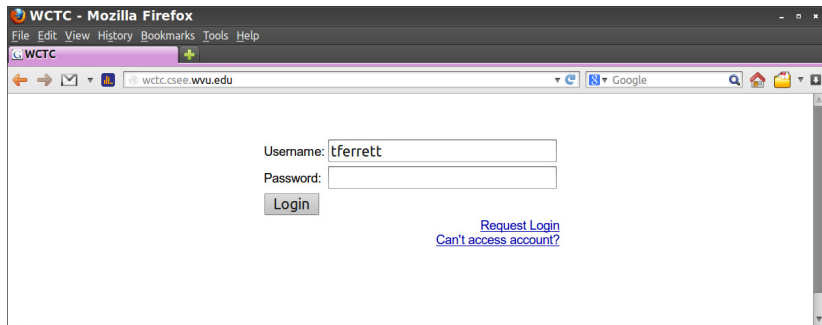 WCTC - Mozilla Firefox
File Edit View History Bookmarks Tools Help
WCTC
wctc.csee.wvu.edu Google
Username: tferrett
Password:
Login
Request Login
Can't access account?